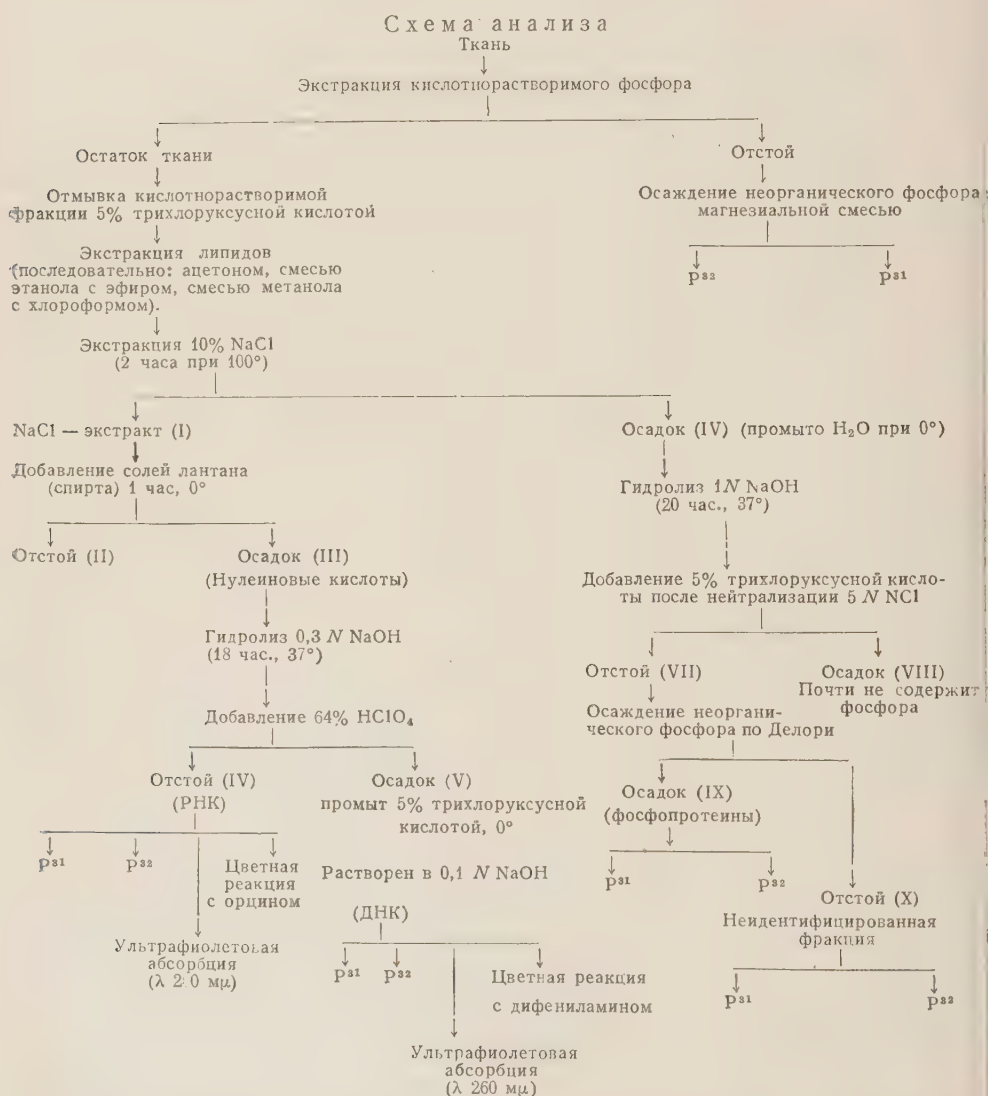 Схема анализа
Ткань
Экстракция кислотнорастворимого фосфора
Остаток ткани
Отмывка кислотнорастворимой
фракции 5% трихлоруксусной кислотой
Экстракция липидов
(последовательно: ацетоном, смесью
этанола с эфиром, смесью метанола
с хлороформом).
Экстракция 10% NaCl
(2 часа при 100°)
Отстой
Осаждение неорганического фосфора
магнезиальной смесью
P³² P³¹
NaCl — экстракт (I)
Добавление солей лантана
(спирта) 1 час, 0°
Отстой (II)
Осадок (III)
(Нулеиновые кислоты)
Гидролиз 0,3 N NaOH
(18 час., 37°)
Добавление 64% HClO₄
Отстой (IV)
(РНК)
P³¹ P³² Цветная
реакция
с орцином
Ультрафиолетовая
абсорбция
(λ 2 0 мμ)
Осадок (V)
промыт 5% трихлоруксусной
кислотой, 0°
Растворен в 0,1 N NaOH
(ДНК)
P³¹ P³² Цветная реакция
с дифениламином
Ультрафиолетовая
абсорбция
(λ 260 мμ)
Осадок (IV) (промыто H₂O при 0°)
Гидролиз 1N NaOH
(20 час., 37°)
Добавление 5% трихлоруксусной кисло-
ты после нейтрализации 5 N NCl
Отстой (VII)
Осаждение неоргани-
ческого фосфора по Делори
Осадок (VIII)
Почти не содержит
фосфора
Осадок (IX)
(фосфопротеины)
P³¹ P³²
Отстой (X)
Неидентифицированная
фракция
P³¹ P³²